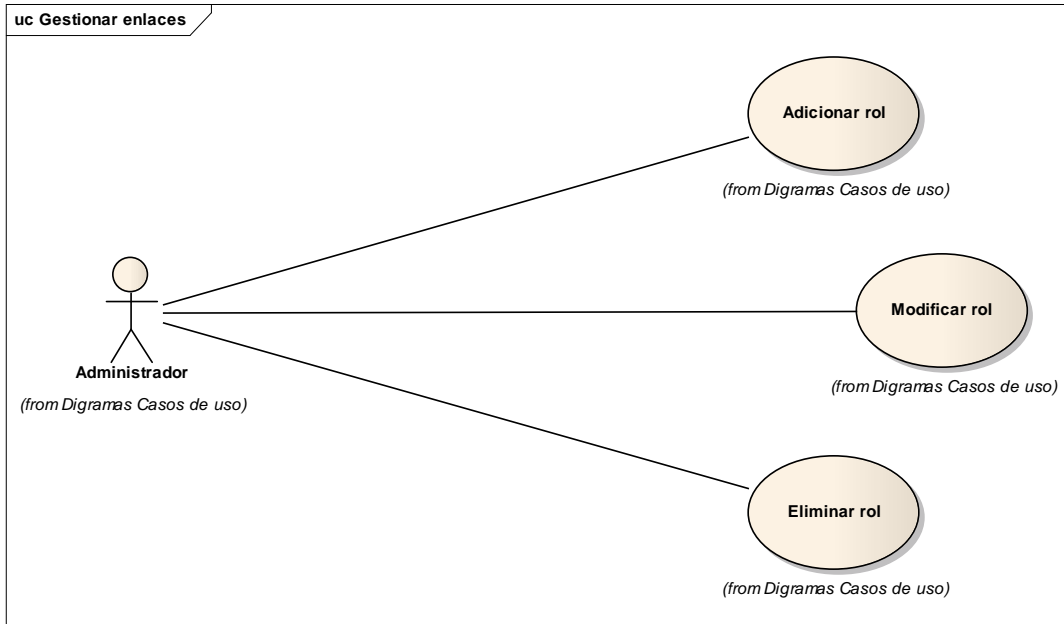 uc Gestionar enlaces
Adicionar rol
(from Digramas Casos de uso)
Modificar rol
(from Digramas Casos de uso)
Administrador
(from Digramas Casos de uso)
Eliminar rol
(from Digramas Casos de uso)